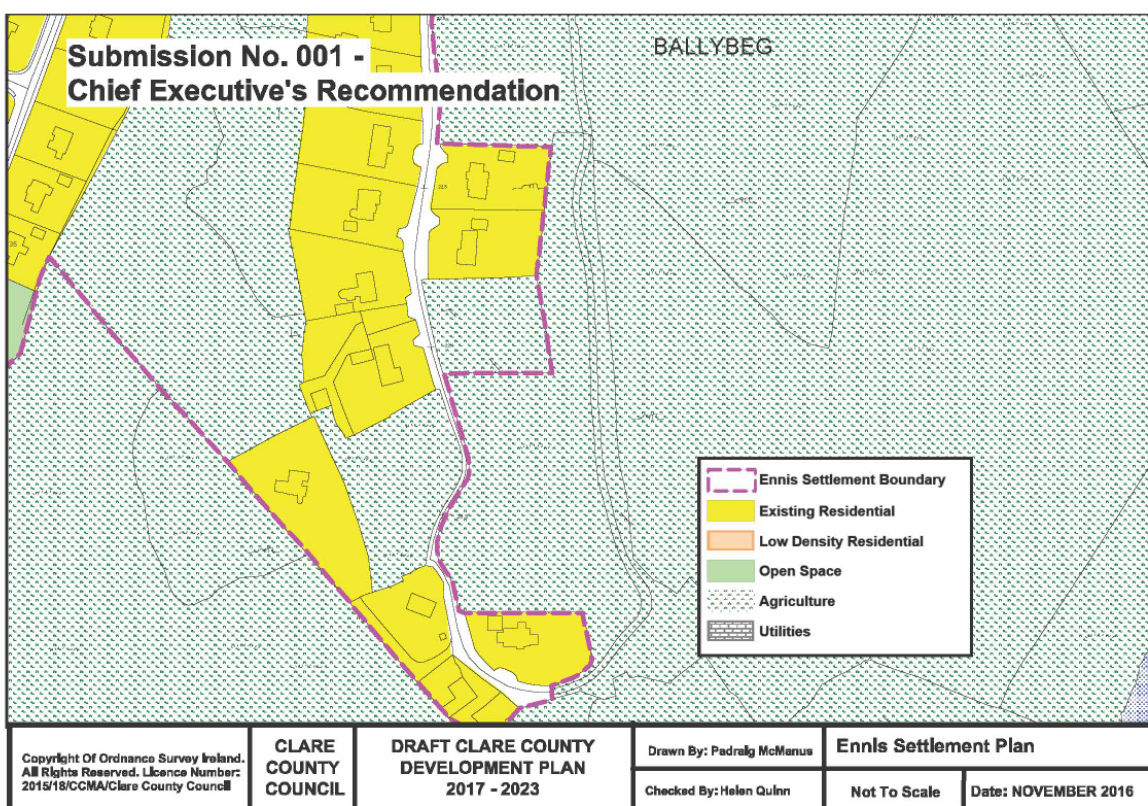 Submission No. 001 -
Chief Executive's Recommendation
BALLYBEG
Ennis Settlement Boundary
Existing Residential
Low Density Residential
Open Space
Agriculture
Utilities
Copyright Of Ordnance Survey Ireland.
All Rights Reserved. Licence Number:
2015/18/CCMA/Clare County Council
CLARE
COUNTY
COUNCIL
DRAFT CLARE COUNTY
DEVELOPMENT PLAN
2017 - 2023
Drawn By: Padraig McManus
Checked By: Helen Quinn
Ennis Settlement Plan
Not To Scale
Date: NOVEMBER 2016